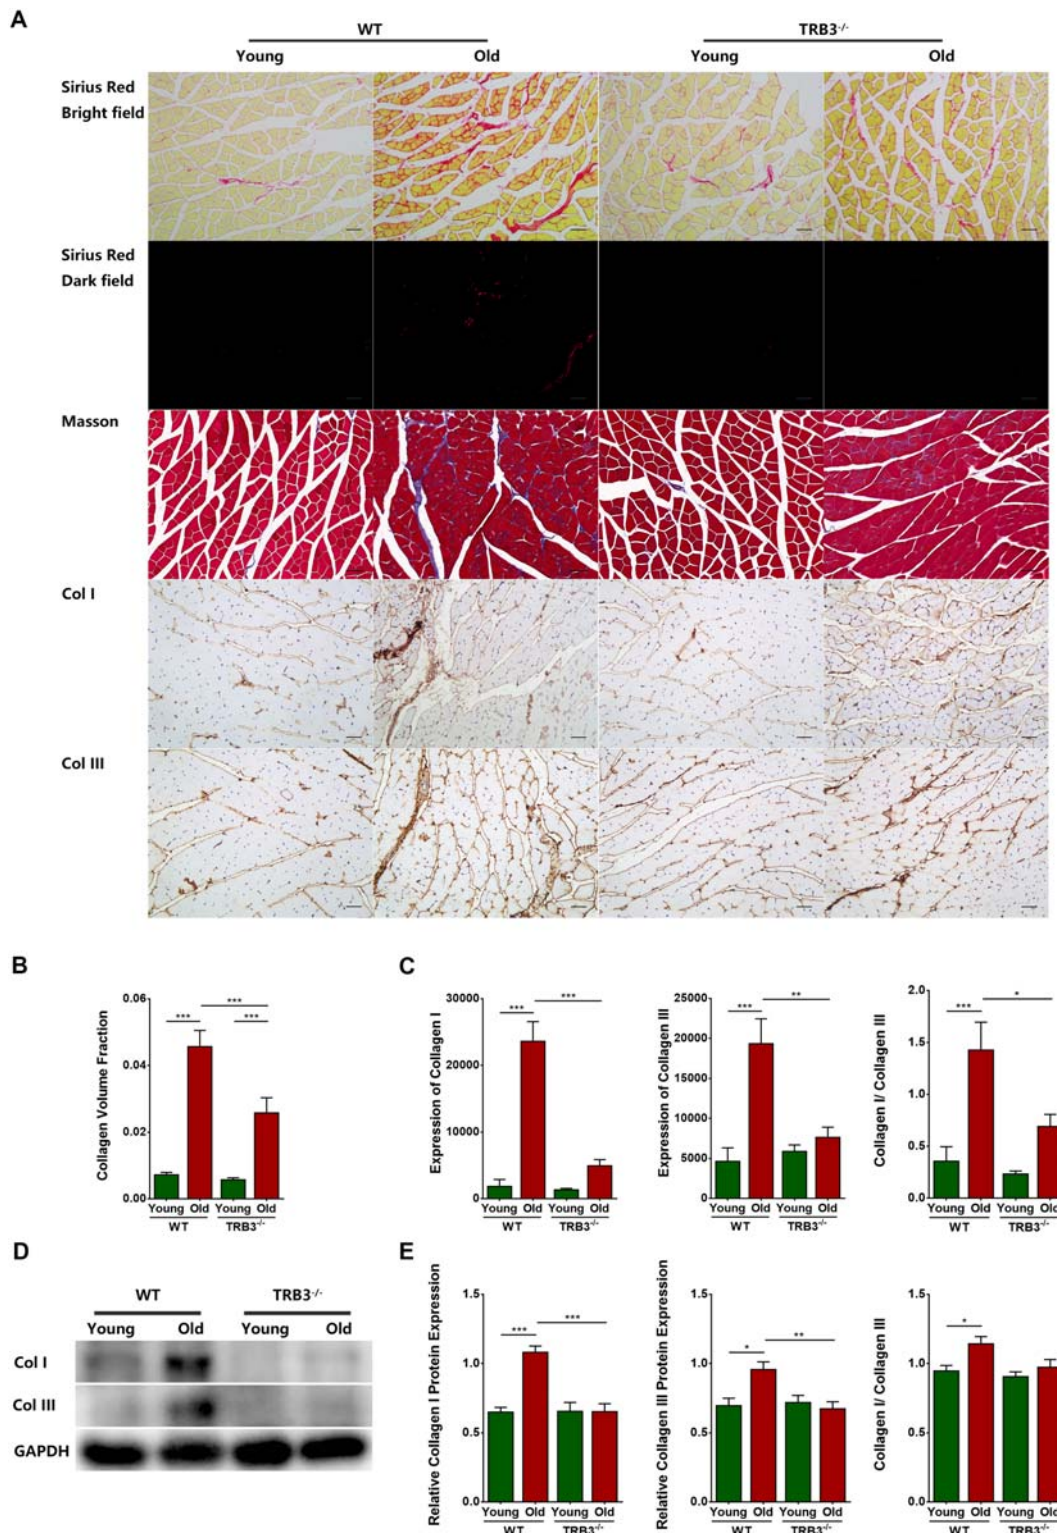 A
WT TRB3-/-
Young Old Young Old
Sirius Red
Bright field
Sirius Red
Dark field
Masson
Col I
Col III
B
Collagen Volume Fraction
0.06
0.04
0.02
0.00
*** *** ***
Young Old Young Old
WT TRB3-/-
C
Expression of Collagen I
30000
20000
10000
0
*** ***
Young Old Young Old
WT TRB3-/-
Expression of Collagen III
25000
20000
15000
10000
5000
0
*** **
Young Old Young Old
WT TRB3-/-
Collagen I/ Collagen III
2.0
1.5
1.0
0.5
0.0
*** *
Young Old Young Old
WT TRB3-/-
D
WT TRB3-/-
Young Old Young Old
Col I
Col III
GAPDH
E
Relative Collagen I Protein Expression
1.5
1.0
0.5
0.0
*** ***
Young Old Young Old
WT TRB3-/-
Relative Collagen III Protein Expression
1.5
1.0
0.5
0.0
* **
Young Old Young Old
WT TRB3-/-
Collagen I/ Collagen III
1.5
1.0
0.5
0.0
*
Young Old Young Old
WT TRB3-/-